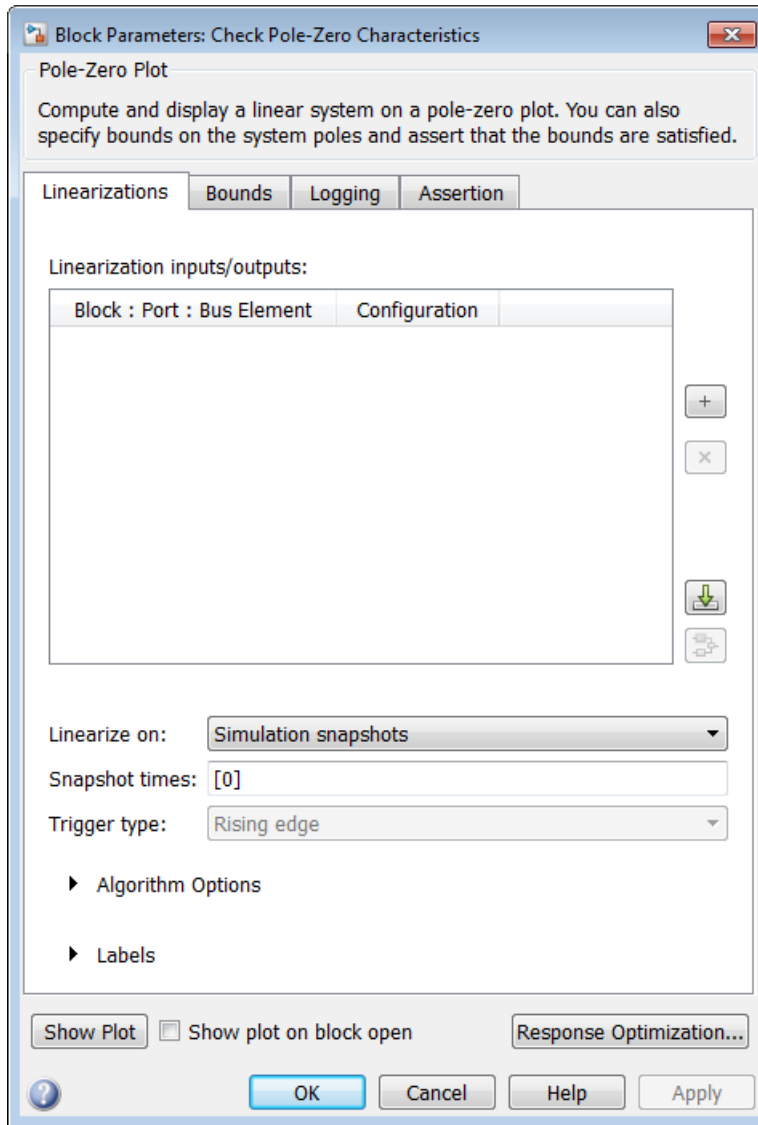 Block Parameters: Check Pole-Zero Characteristics
Pole-Zero Plot
Compute and display a linear system on a pole-zero plot. You can also
specify bounds on the system poles and assert that the bounds are satisfied.
Linearizations Bounds Logging Assertion
Linearization inputs/outputs:
Block : Port : Bus Element Configuration
Linearize on: Simulation snapshots
Snapshot times: [0]
Trigger type: Rising edge
Algorithm Options
Labels
Show Plot Show plot on block open Response Optimization...
OK Cancel Help Apply